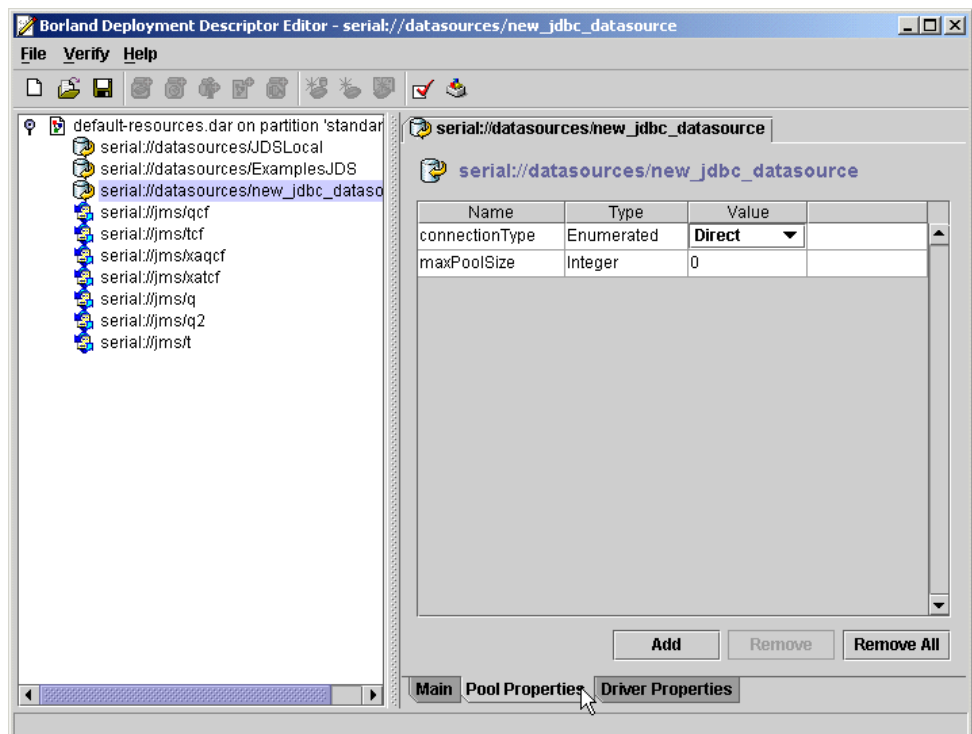 Borland Deployment Descriptor Editor - serial://datasources/new_jdbc_datasource
File Verify Help
default-resources.dar on partition 'standar
serial://datasources/JDSLocal
serial://datasources/ExamplesJDS
serial://datasources/new_jdbc_dataso
serial://jms/qcf
serial://jms/tcf
serial://jms/xaqcf
serial://jms/xatcf
serial://jms/q
serial://jms/q2
serial://jms/t
serial://datasources/new_jdbc_datasource
serial://datasources/new_jdbc_datasource
Name Type Value
connectionType Enumerated Direct
maxPoolSize Integer 0
Add Remove Remove All
Main Pool Properties Driver Properties